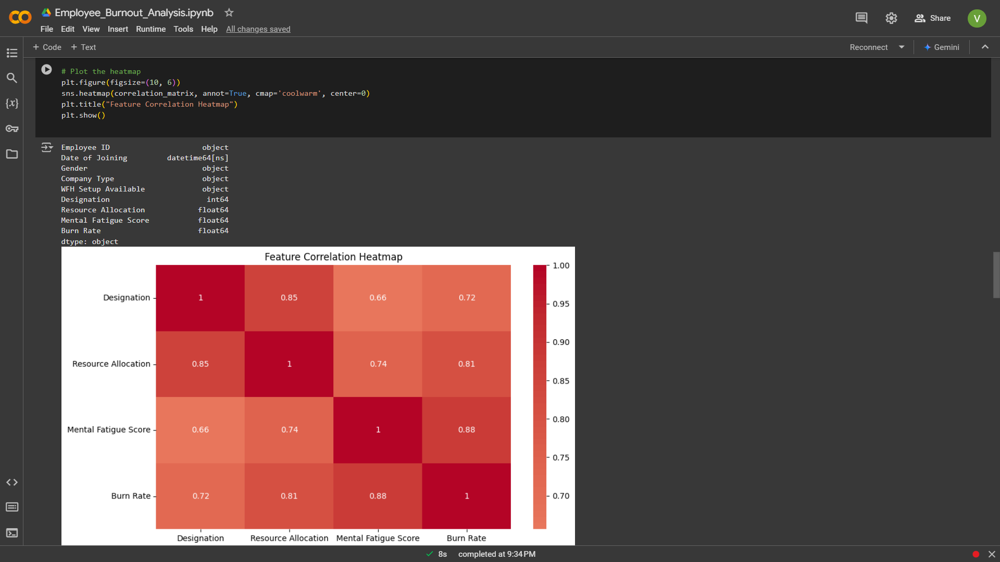 Employee_Burnout_Analysis.ipynb
File Edit View Insert Runtime Tools Help All changes saved
Share
V
+ Code + Text
Reconnect
Gemini
{x}
# Plot the heatmap
plt.figure(figsize=(10, 6))
sns.heatmap(correlation_matrix, annot=True, cmap='coolwarm', center=0)
plt.title("Feature Correlation Heatmap")
plt.show()
Employee ID object
Date of Joining datetime64[ns]
Gender object
Company Type object
WFH Setup Available object
Designation int64
Resource Allocation float64
Mental Fatigue Score float64
Burn Rate float64
dtype: object
Feature Correlation Heatmap
Designation 1 0.85 0.66 0.72
Resource Allocation 0.85 1 0.74 0.81
Mental Fatigue Score 0.66 0.74 1 0.88
Burn Rate 0.72 0.81 0.88 1
Designation Resource Allocation Mental Fatigue Score Burn Rate
1.00
0.95
0.90
0.85
0.80
0.75
0.70
8s completed at 9:34 PM